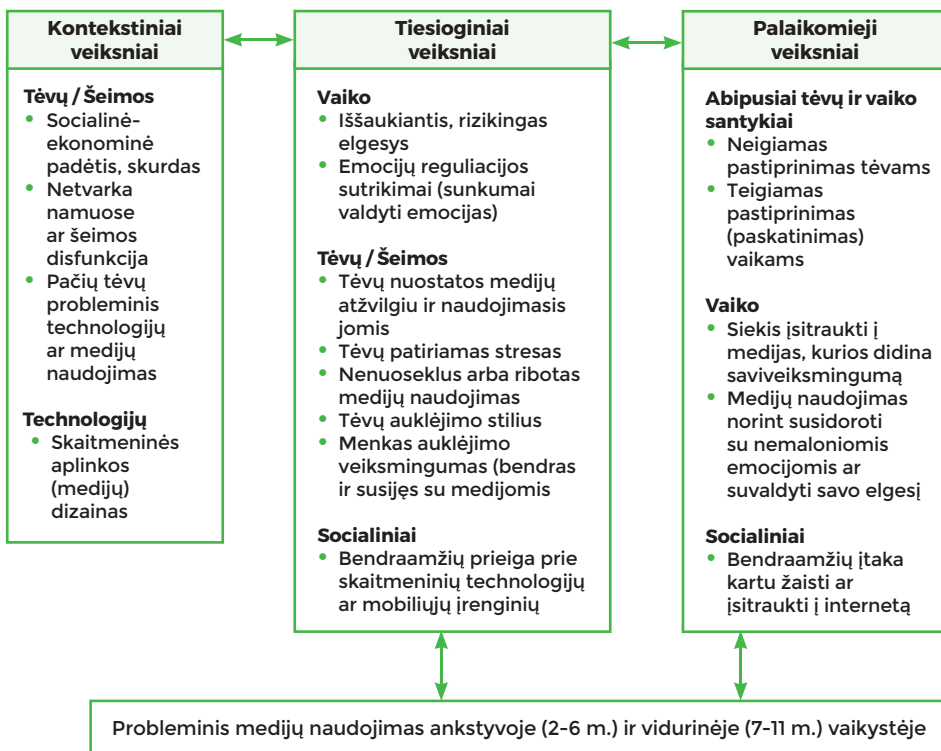 Kontekstiniai
veiksniai
Tėvų / Šeimos
• Socialinė-
ekonominė
padėtis, skurdas
• Netvarka
namuose
ar šeimos
disfunkcija
• Pačių tėvų
probleminis
technologijų
ar medijų
naudojimas
Technologijų
• Skaitmeninės
aplinkos
(medijų)
dizainas
Tiesioginiai
veiksniai
Vaiko
• Iššaukiantis, rizikingas
elgesys
• Emocijų reguliacijos
sutrikimai (sunkumai
valdyti emocijas)
Tėvų / Šeimos
• Tėvų nuostatos medijų
atžvilgiu ir naudojimasis
jomis
• Tėvų patiriamas stresas
• Nenuoseklus arba ribotas
medijų naudojimas
• Tėvų auklėjimo stilius
• Menkas auklėjimo
veiksmingumas (bendras
ir susijęs su medijomis
Socialiniai
• Bendraamžių prieiga prie
skaitmeninių technologijų
ar mobiliųjų įrenginių
Palaikomieji
veiksniai
Abipusiai tėvų ir vaiko
santykiai
• Neigiamas
pastiprinimas tėvams
• Teigiamas
pastiprinimas
(paskatinimas)
vaikams
Vaiko
• Siekis įsitraukti į
medijas, kurios didina
saviveiksmingumą
• Medijų naudojimas
norint susidoroti
su nemaloniomis
emocijomis ar
suvaldyti savo elgesį
Socialiniai
• Bendraamžių įtaka
kartu žaisti ar
įsitraukti į internetą
Probleminis medijų naudojimas ankstyvoje (2-6 m.) ir vidurinėje (7-11 m.) vaikystėje